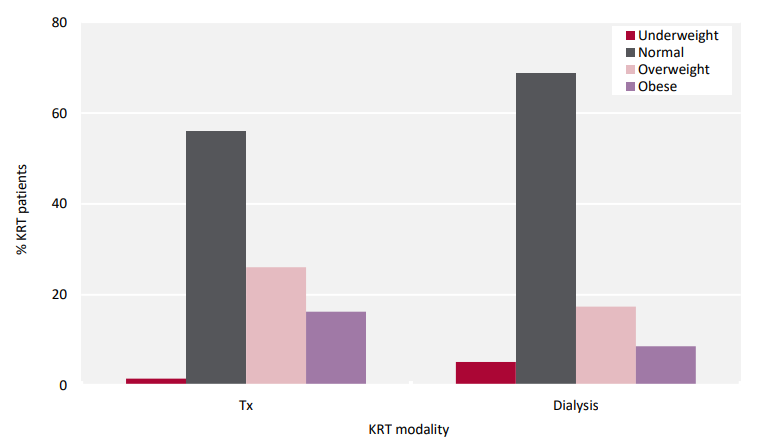 80
Underweight
Normal
Overweight
Obese
60
40
20
0
% KRT patients
Tx
Dialysis
KRT modality